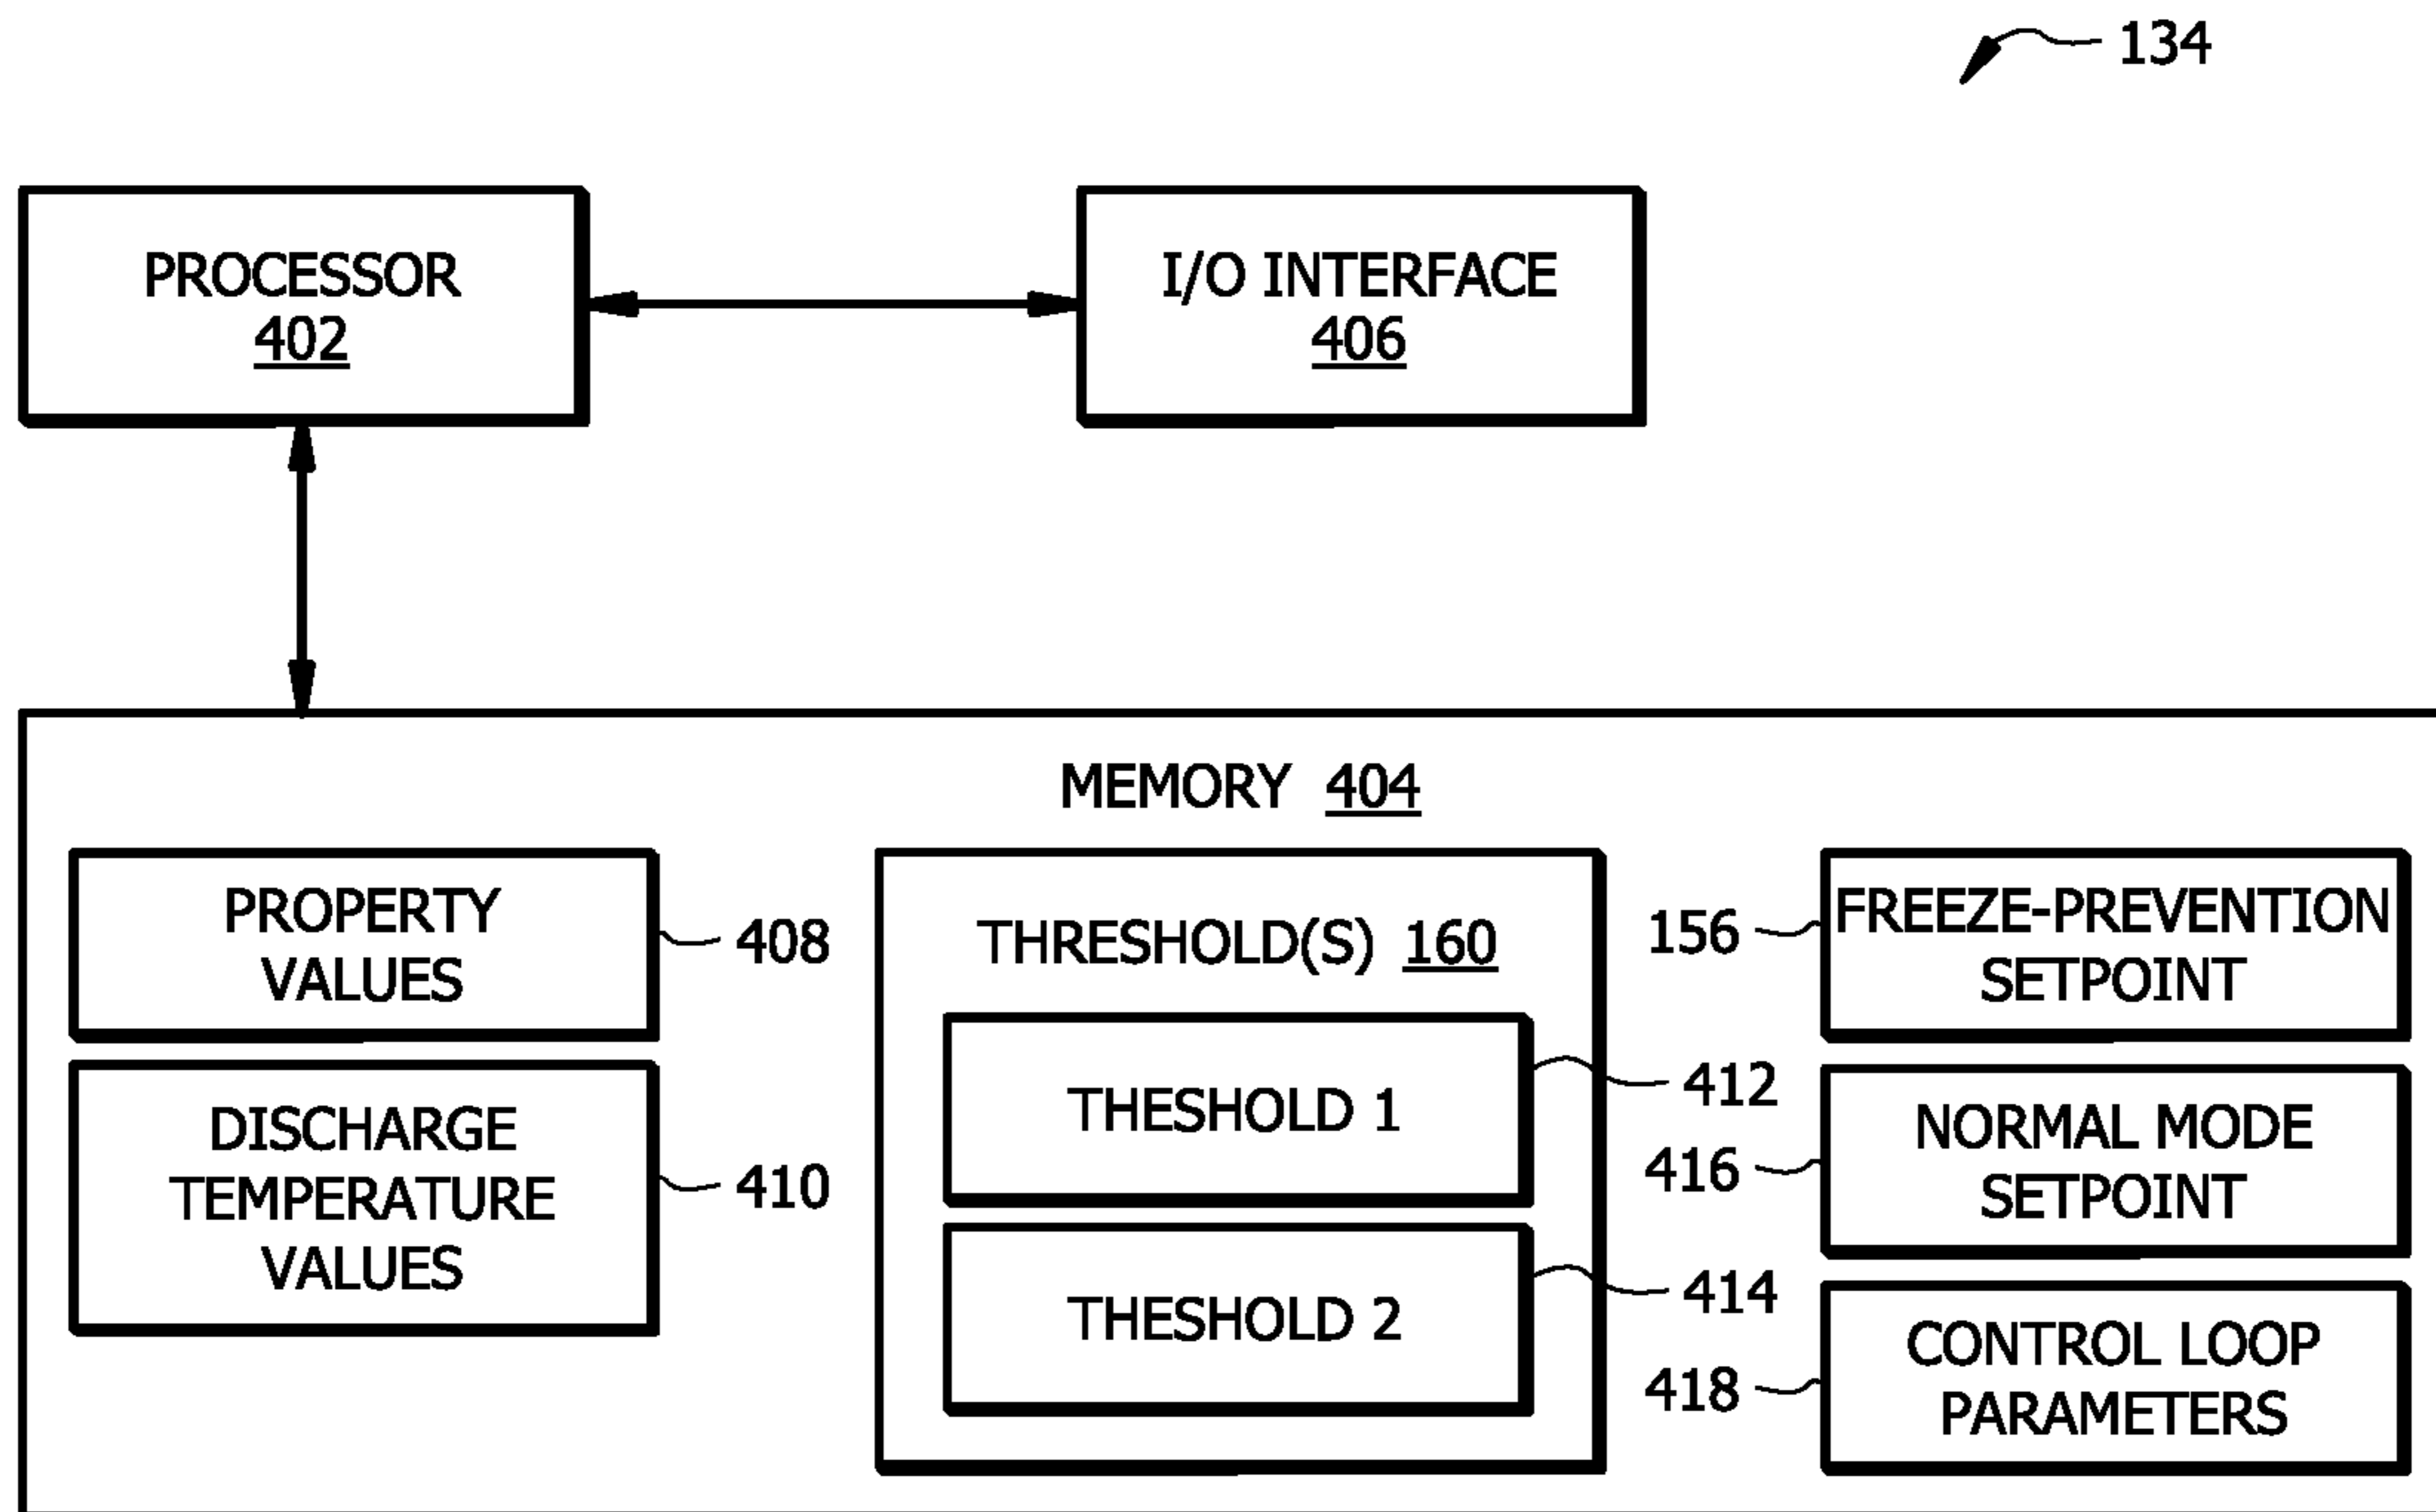 134
PROCESSOR
402
I/O INTERFACE
406
MEMORY 404
PROPERTY
VALUES
408
DISCHARGE
TEMPERATURE
VALUES
410
THRESHOLD(S) 160
THESHOLD 1
412
THESHOLD 2
414
156
FREEZE-PREVENTION
SETPOINT
416
NORMAL MODE
SETPOINT
418
CONTROL LOOP
PARAMETERS